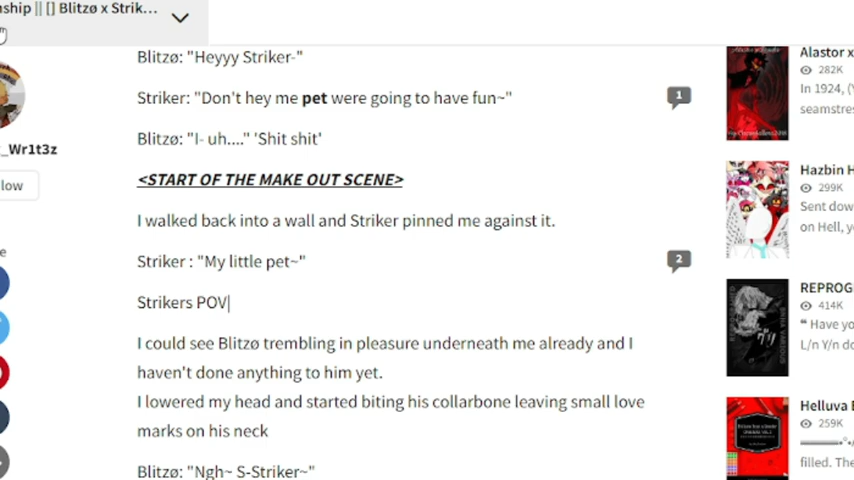 nship || [] Blitzø x Strik...
Blitzø: "Heyyy Striker-"
Striker: "Don't hey me pet were going to have fun~"
1
Blitzø: "I- uh...." 'Shit shit'
<START OF THE MAKE OUT SCENE>
I walked back into a wall and Striker pinned me against it.
Striker : "My little pet~"
2
Strikers POV|
I could see Blitzø trembling in pleasure underneath me already and I
haven't done anything to him yet.
I lowered my head and started biting his collarbone leaving small love
marks on his neck
Blitzø: "Ngh~ S-Striker~"
_Wr1t3z
low
e
Alastor x
282K
In 1924, (Y
seamstres
Hazbin H
299K
Sent dow
on Hell, y
REPROG
414K
❝ Have yo
L/n Y/n do
Helluva B
259K
filled. The